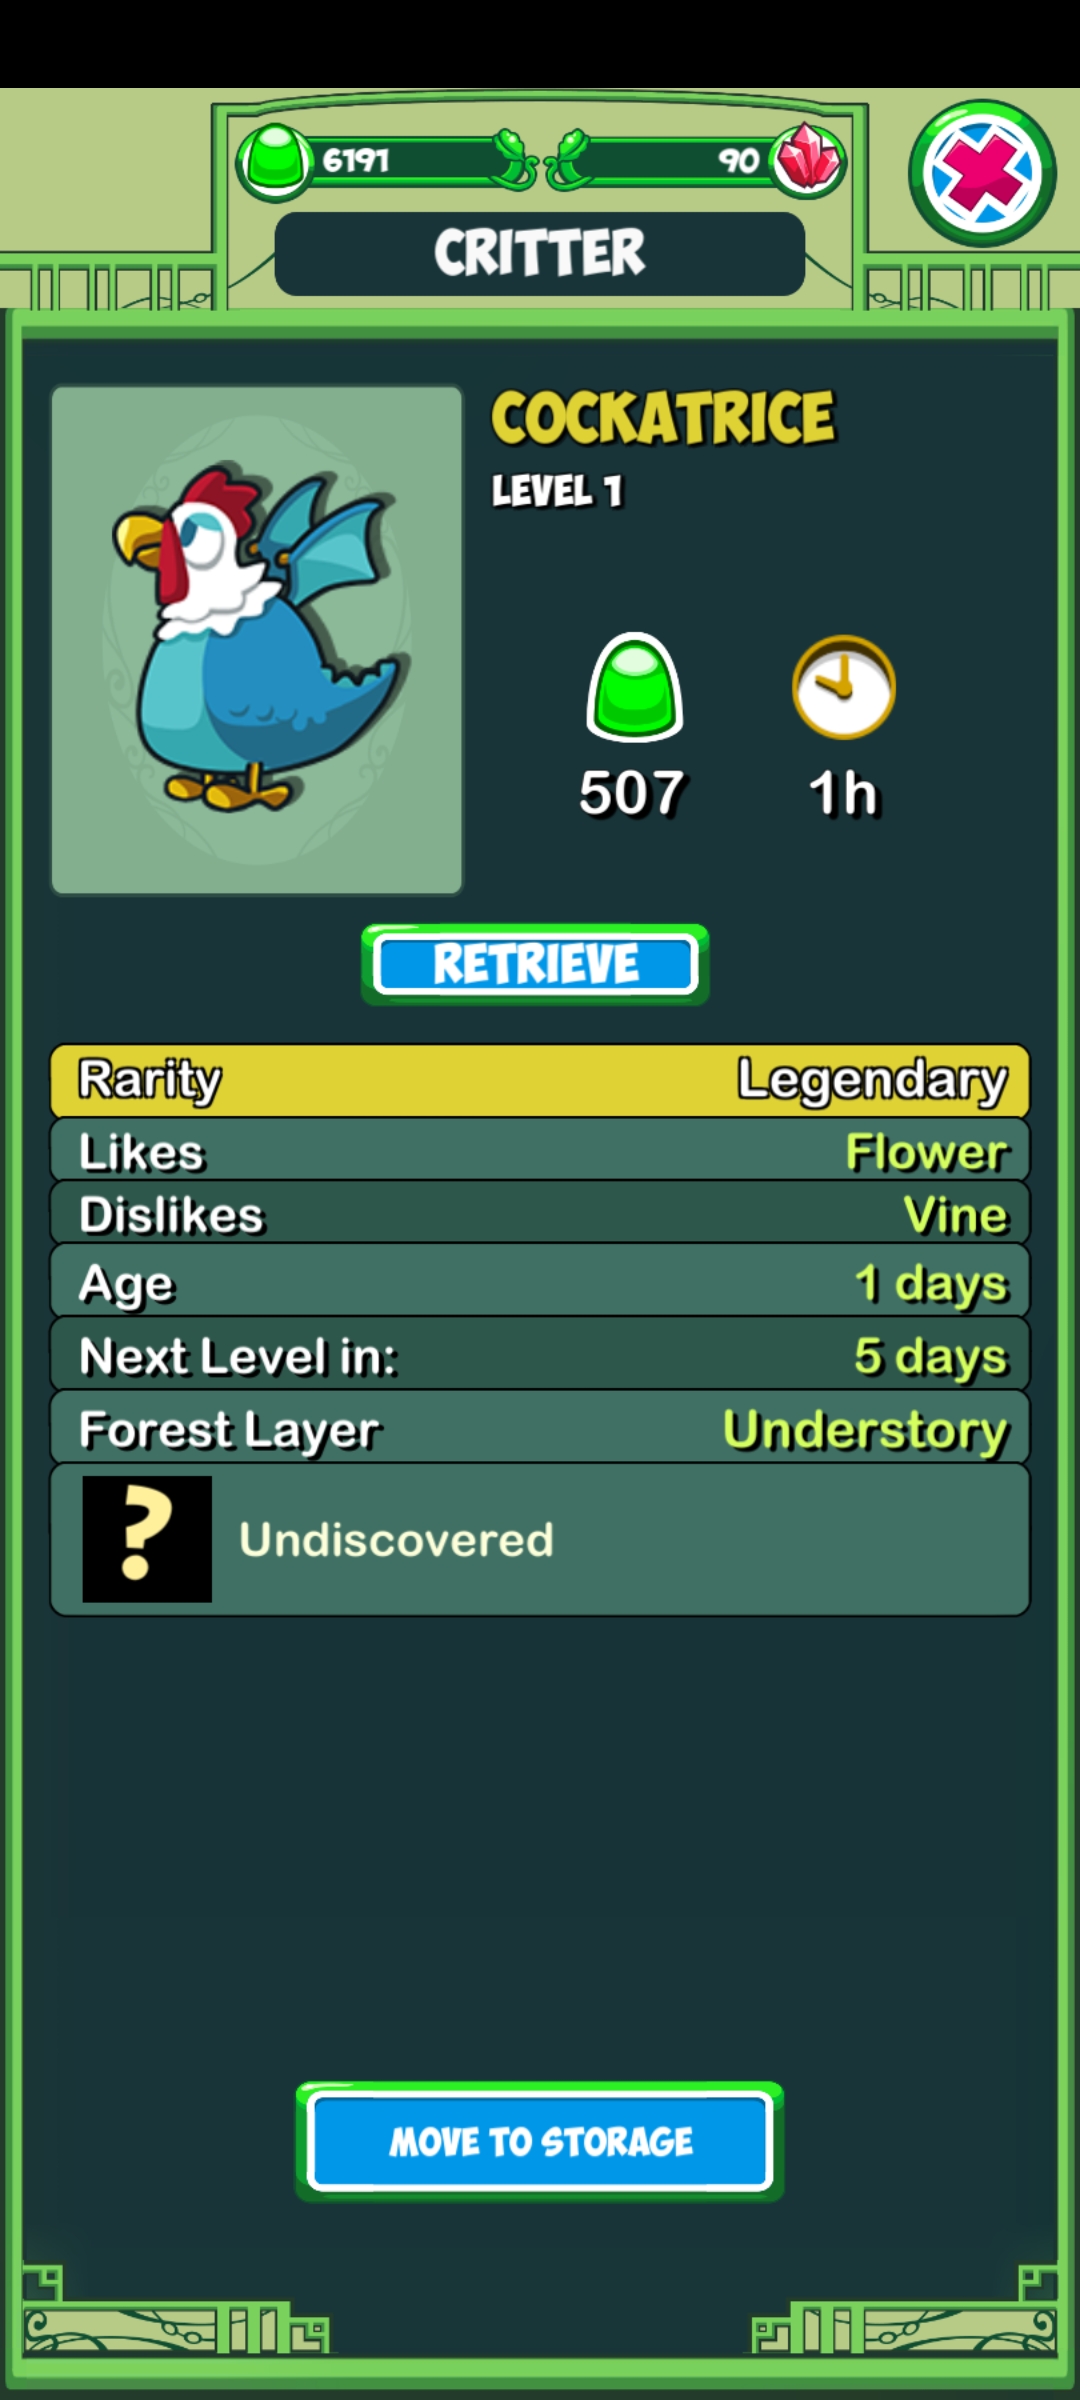 6191
90
CRITTER
COCKATRICE
LEVEL 1
507
1h
RETRIEVE
Rarity Legendary
Likes Flower
Dislikes Vine
Age 1 days
Next Level in: 5 days
Forest Layer Understory
? Undiscovered
MOVE TO STORAGE